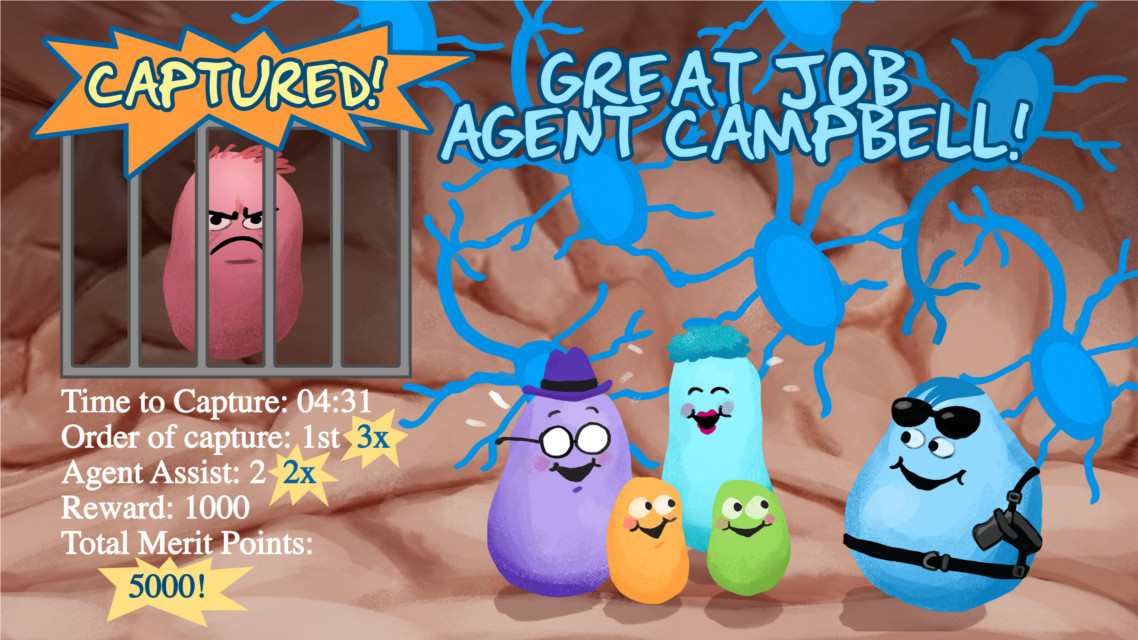 CAPTURED!
GREAT JOB
AGENT CAMPBELL!
Time to Capture: 04:31
Order of capture: 1st 3x
Agent Assist: 2 2x
Reward: 1000
Total Merit Points:
5000!